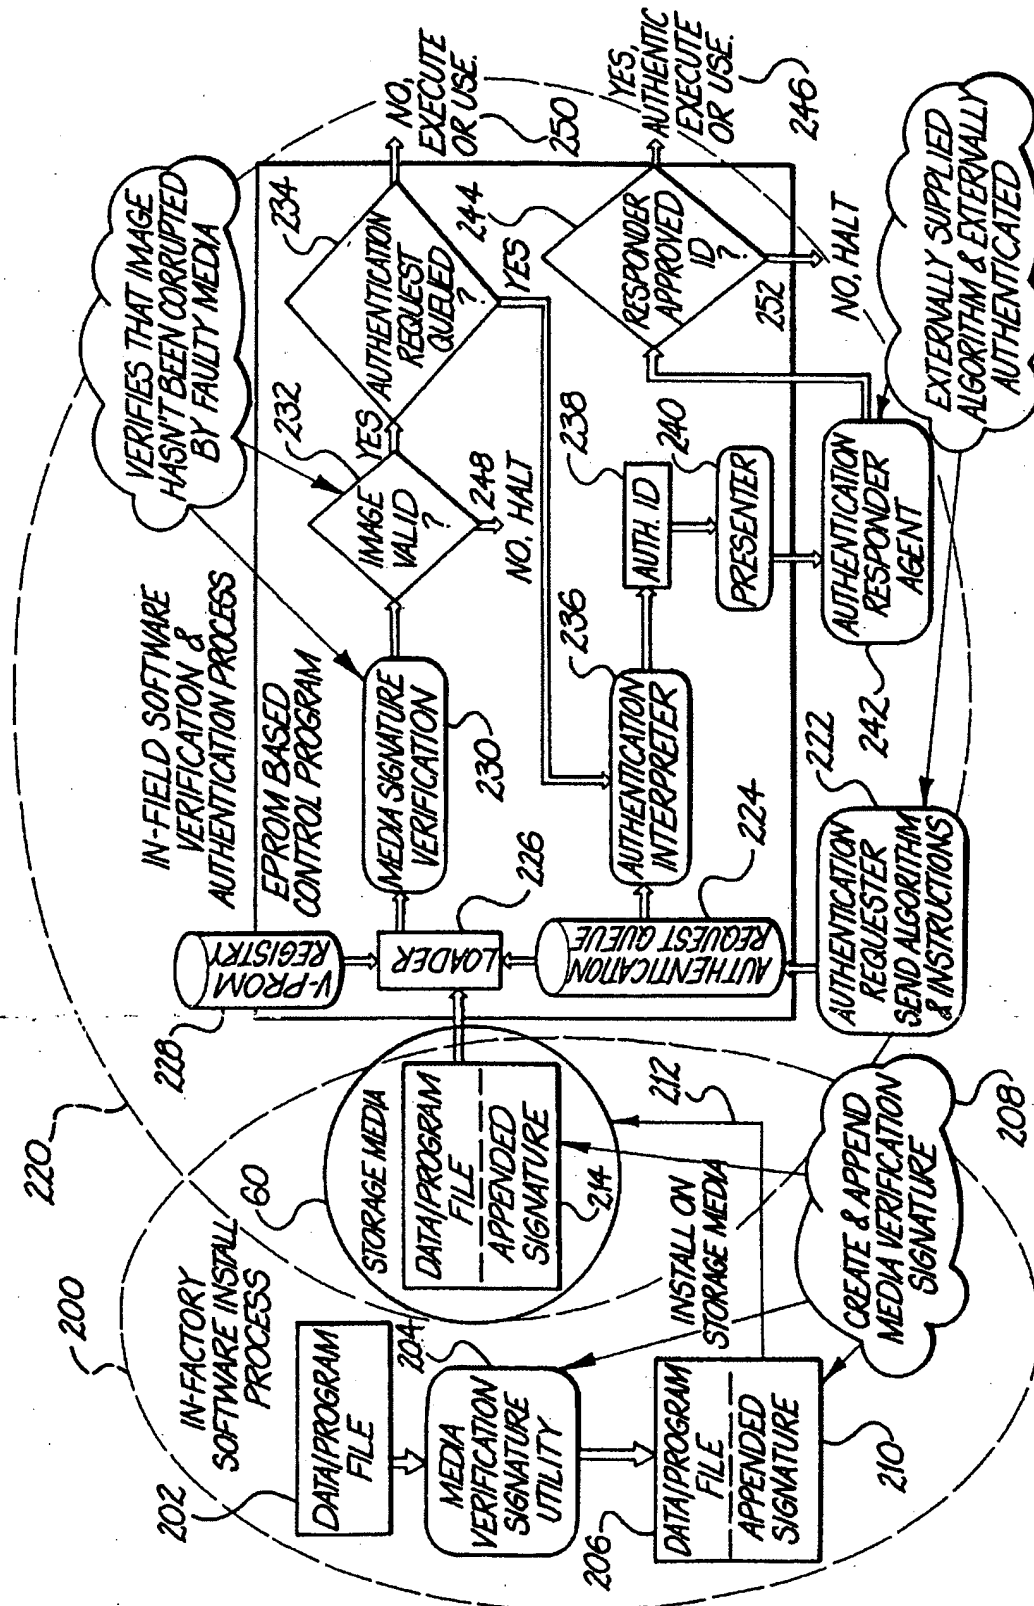 200
IN-FACTORY
SOFTWARE INSTALL
PROCESS
202
DATA/PROGRAM
FILE
204
MEDIA
VERIFICATION
SIGNATURE
UTILITY
206
DATA/PROGRAM
FILE
APPENDED
SIGNATURE
210
INSTALL ON
STORAGE MEDIA
212
CREATE & APPEND
MEDIA VERIFICATION
SIGNATURE
208
60
STORAGE MEDIA
DATA/PROGRAM
FILE
APPENDED
SIGNATURE
214
220
IN-FIELD SOFTWARE
VERIFICATION &
AUTHENTICATION PROCESS
EPROM BASED
CONTROL PROGRAM
228
V-PROM
REGISTRY
LOADER
226
AUTHENTICATION
REQUEST QUEUE
224
AUTHENTICATION
REQUESTER
SEND ALGORITHM
& INSTRUCTIONS
222
MEDIA SIGNATURE
VERIFICATION
230
VERIFIES THAT IMAGE
HASN'T BEEN CORRUPTED
BY FAULTY MEDIA
232
IMAGE
VALID
?
YES
248
NO, HALT
234
AUTHENTICATION
REQUEST
QUEUED
?
YES
NO,
EXECUTE
OR USE.
250
236
AUTHENTICATION
INTERPRETER
238
AUTH. ID
240
PRESENTER
242
AUTHENTICATION
RESPONDER
AGENT
244
RESPONDER
APPROVED
ID
?
YES,
AUTHENTIC
(EXECUTE
OR USE.
246
252
NO, HALT
EXTERNALLY SUPPLIED
ALGORITHM & EXTERNALLY
AUTHENTICATED